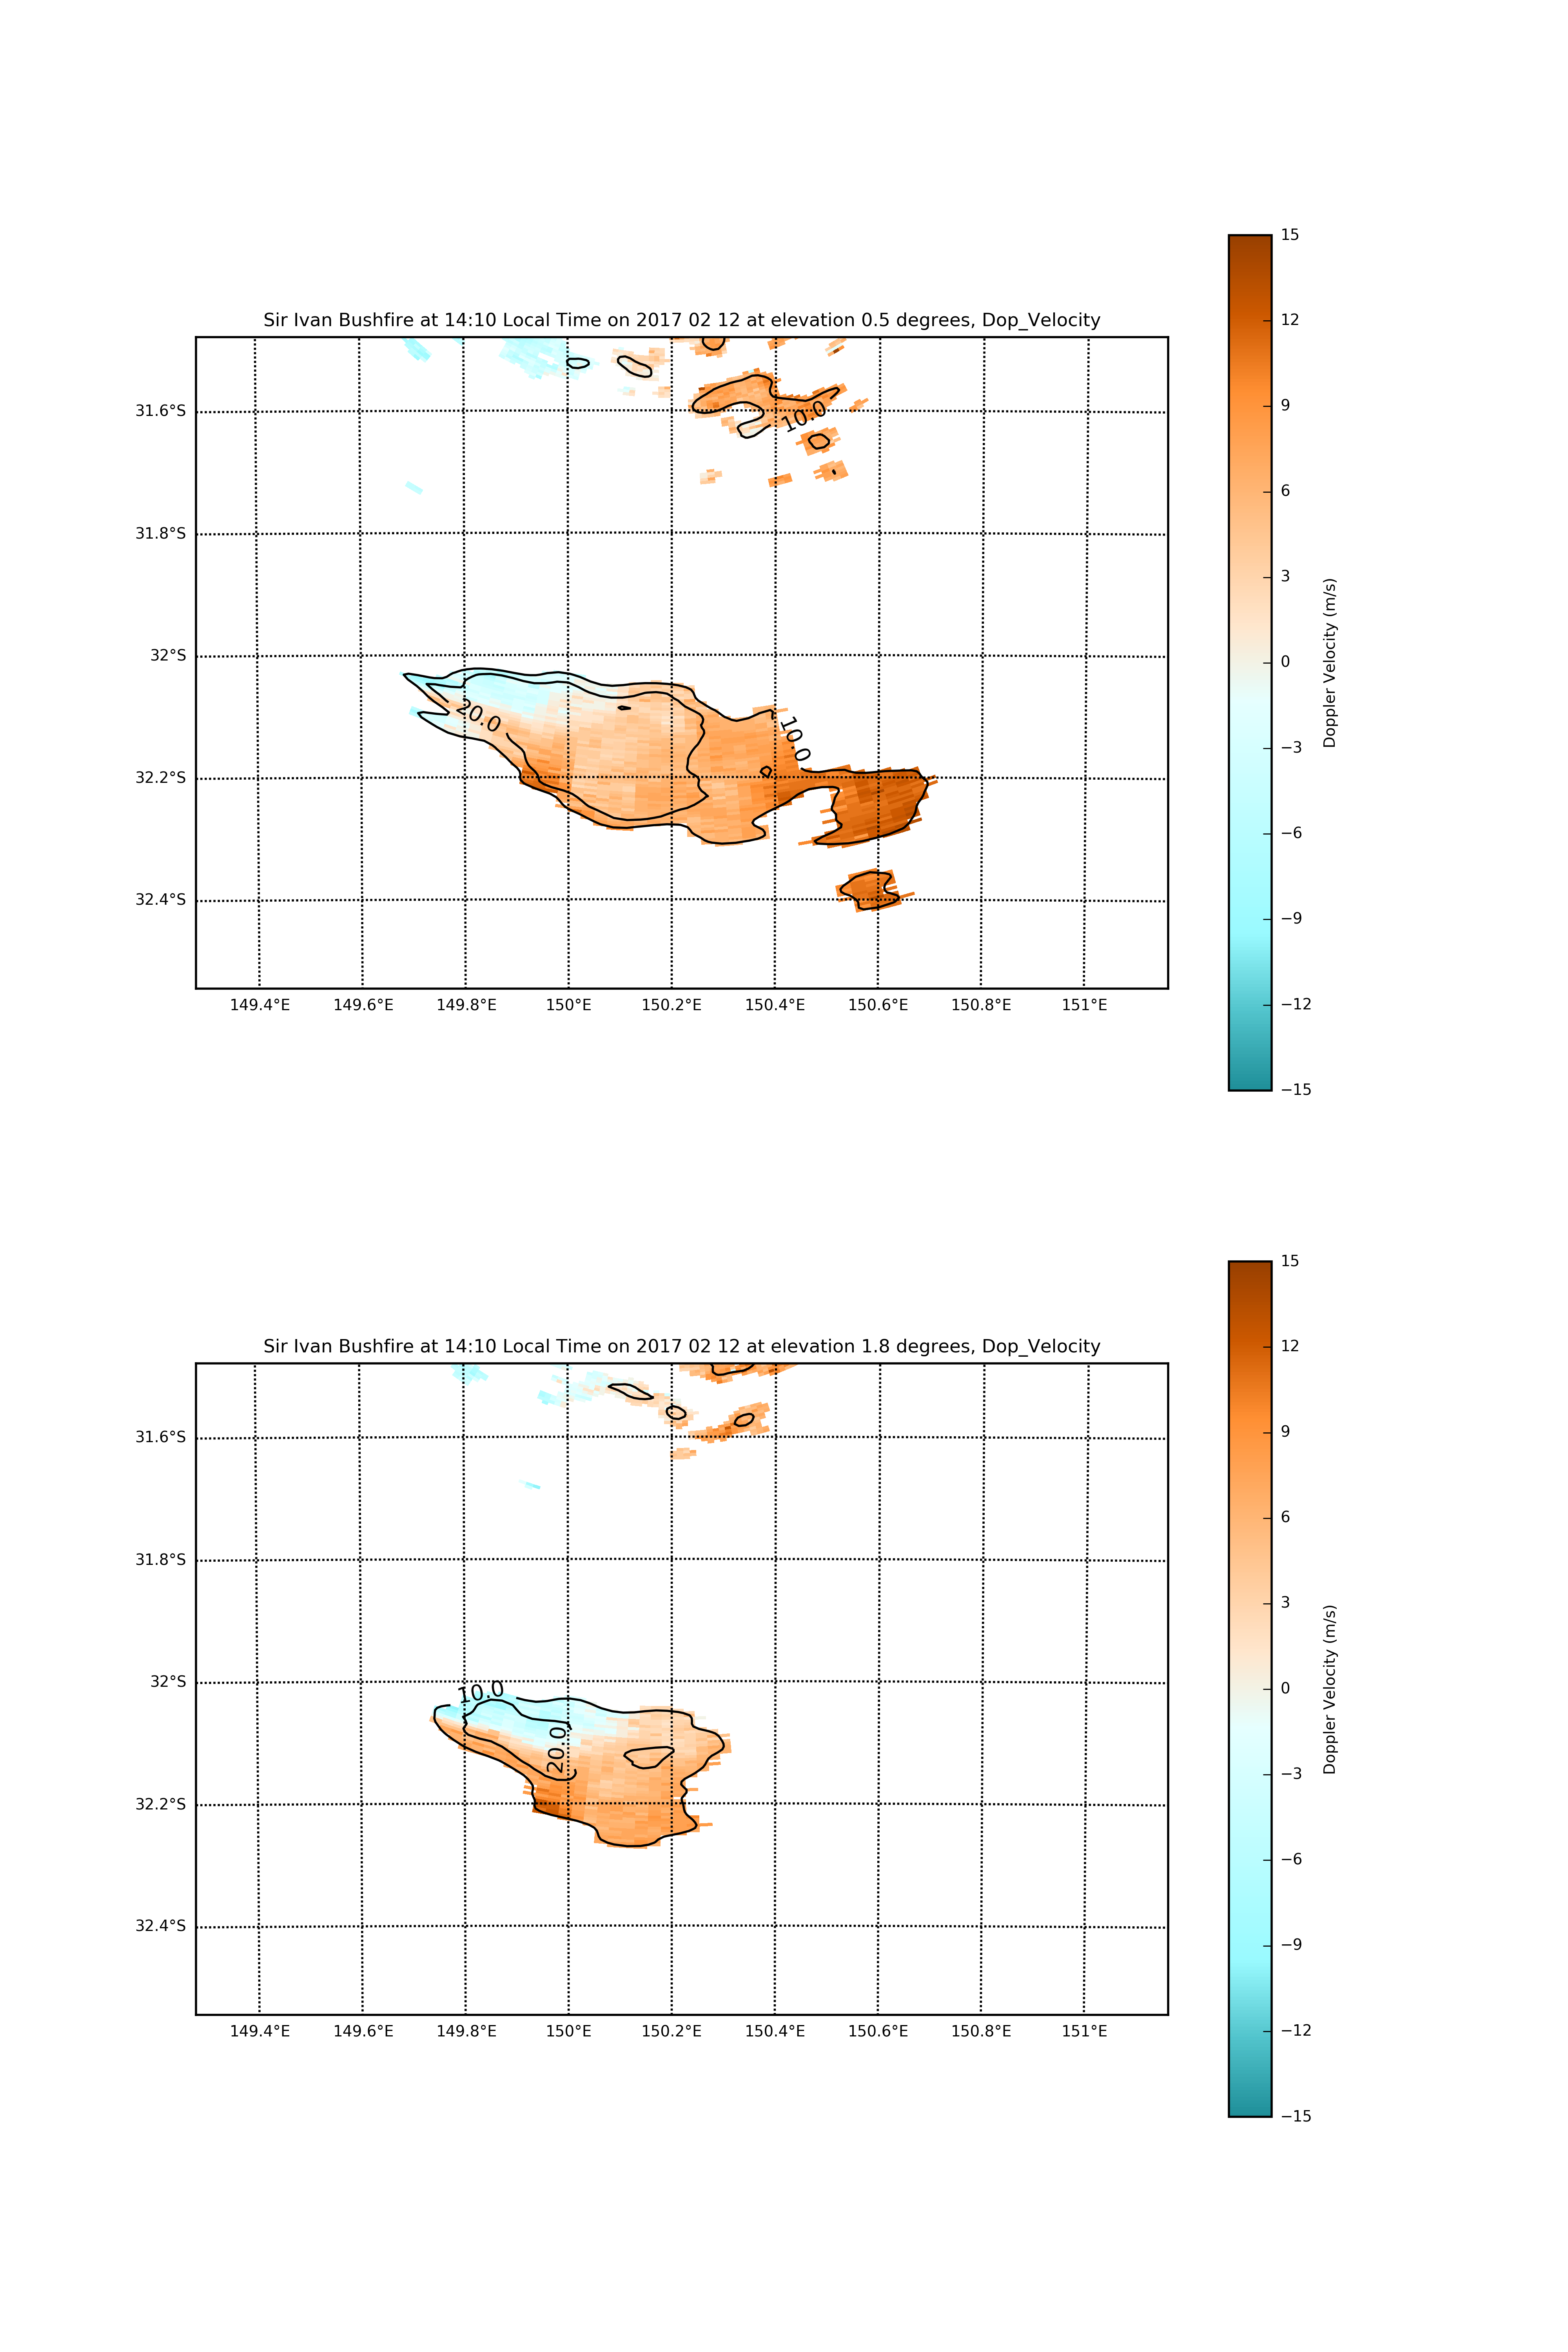 Sir Ivan Bushfire at 14:10 Local Time on 2017 02 12 at elevation 0.5 degrees, Dop_Velocity
31.6°S
31.8°S
32°S
32.2°S
32.4°S
149.4°E 149.6°E 149.8°E 150°E 150.2°E 150.4°E 150.6°E 150.8°E 151°E
10.0
20.0
10.0
15
12
9
6
3
0
−3
−6
−9
−12
−15
Doppler Velocity (m/s)
Sir Ivan Bushfire at 14:10 Local Time on 2017 02 12 at elevation 1.8 degrees, Dop_Velocity
31.6°S
31.8°S
32°S
32.2°S
32.4°S
149.4°E 149.6°E 149.8°E 150°E 150.2°E 150.4°E 150.6°E 150.8°E 151°E
10.0
20.0
15
12
9
6
3
0
−3
−6
−9
−12
−15
Doppler Velocity (m/s)